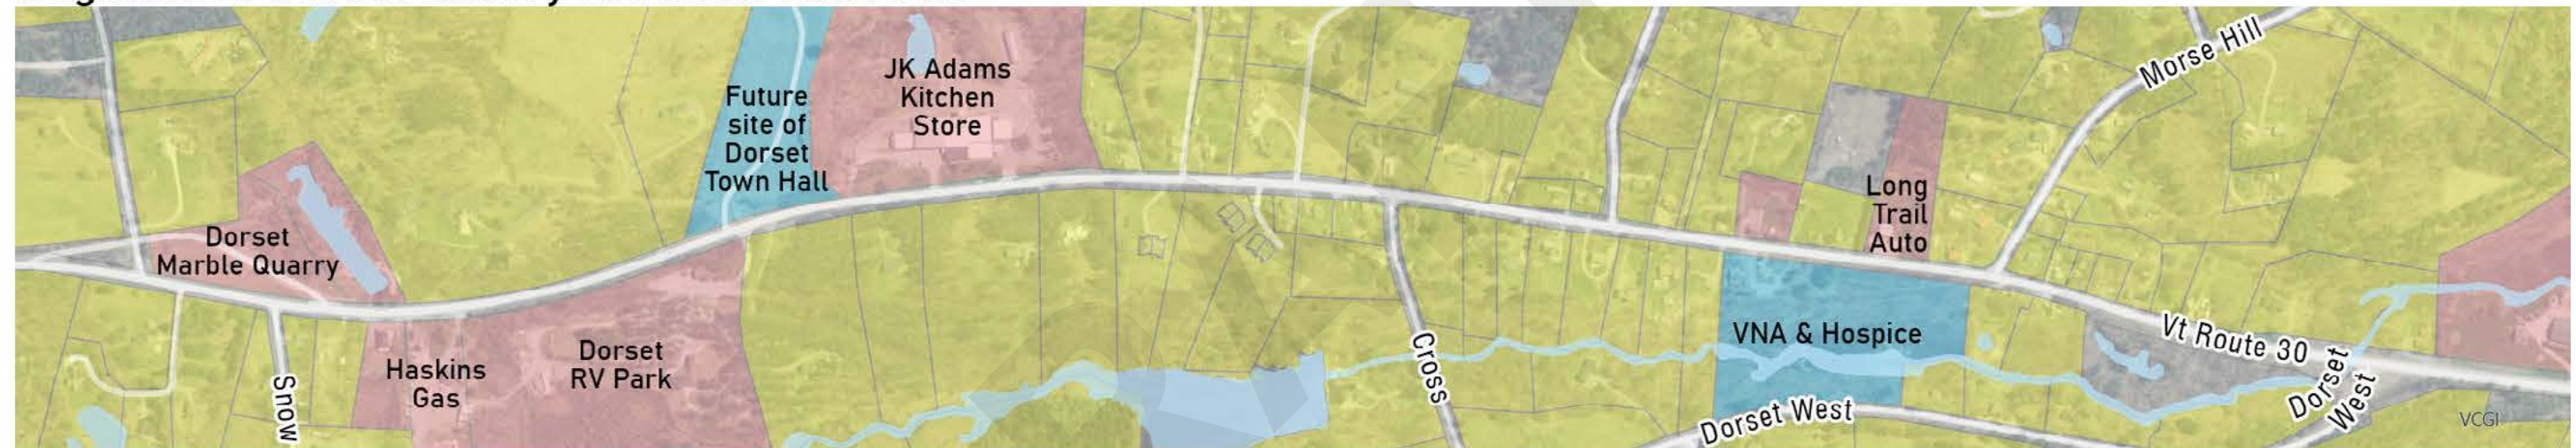 JK Adams
Kitchen
Store
Future
site of
Dorset
Town Hall
Morse Hill
Long
Trail
Auto
Dorset
Marble Quarry
Haskins
Gas
Dorset
RV Park
Snow
Cross
VNA & Hospice
Dorset West
Vt Route 30
Dorset
West
VCGI